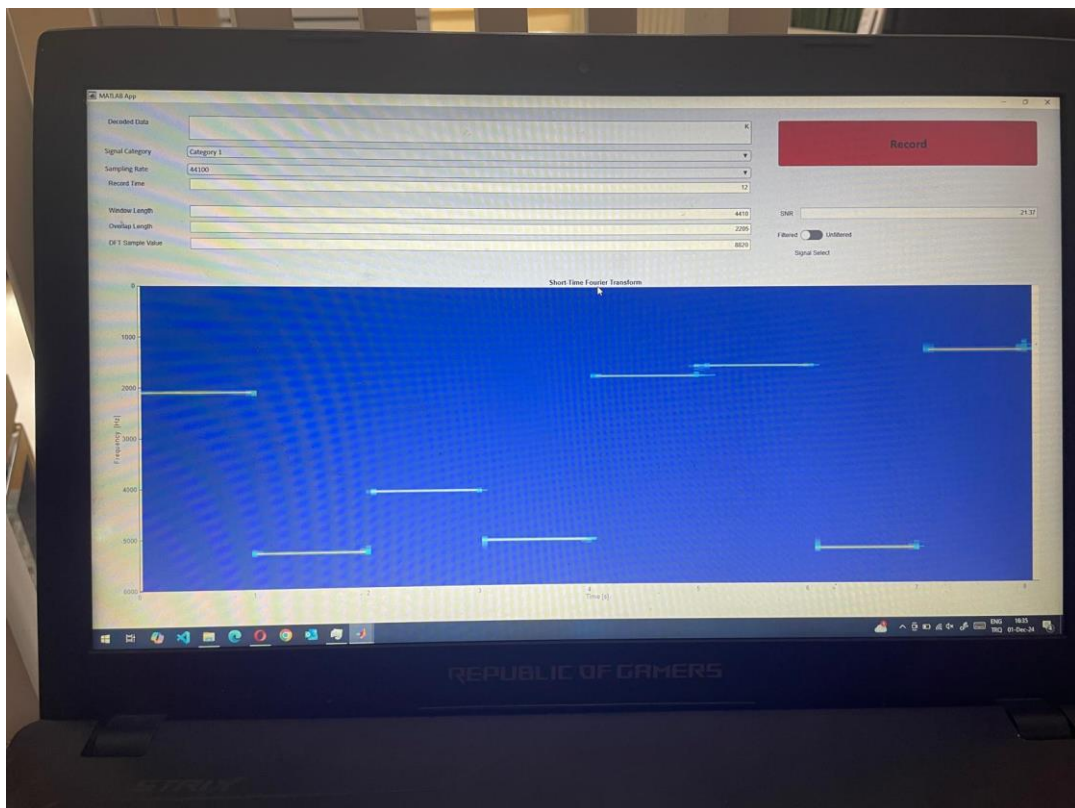 MATLAB App
Decoded Data K
Record
Signal Category Category 1
Sampling Rate 44100
Record Time 12
Window Length 4410 SNR 21.37
Overlap Length 2205
Filtered Unfiltered
DFT Sample Value 8820
Signal Select
Short-Time Fourier Transform
0
1000
2000
3000
4000
5000
6000
Frequency [Hz]
0 1 2 3 4 5 6 7 8
Time [s]
ENG 16:35
TRQ 01-Dec-24
REPUBLIC OF GAMERS
STRIX